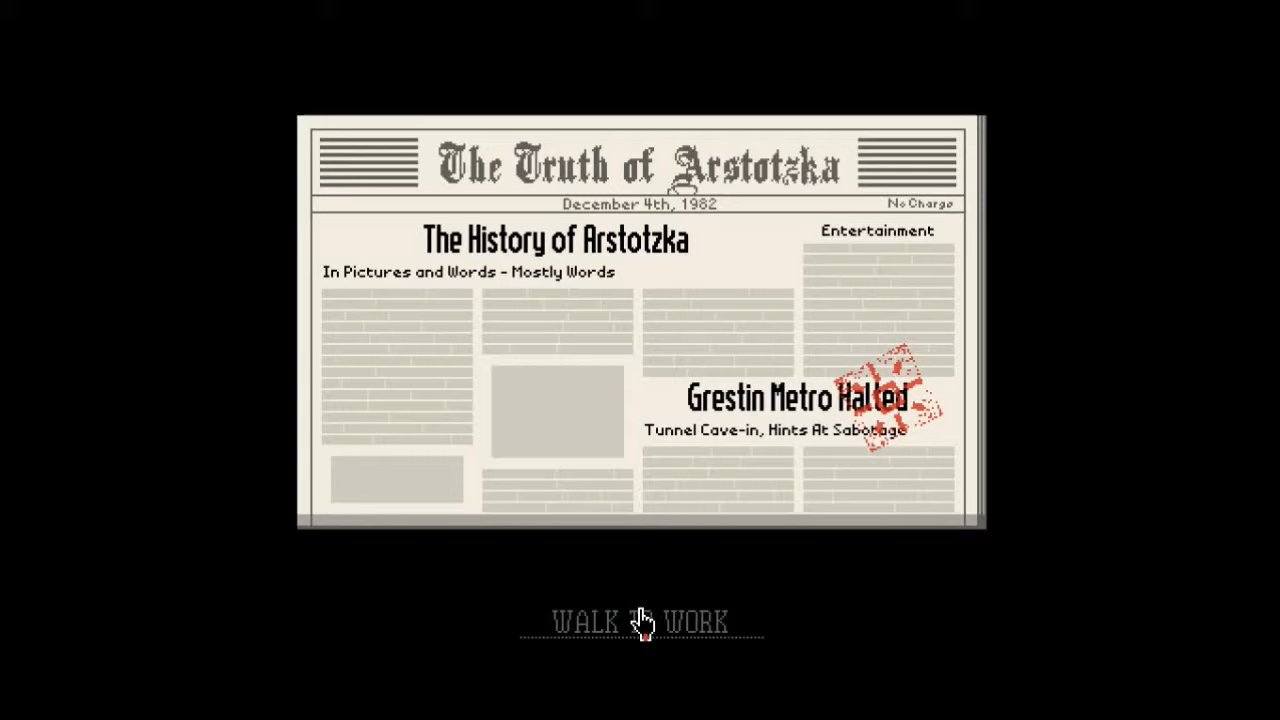 The Truth of Arstotzka
December 4th, 1982
No Charge
The History of Arstotzka
In Pictures and Words - Mostly Words
Entertainment
Grestin Metro Halted
Tunnel Cave-in, Hints At Sabotage
WALK TO WORK